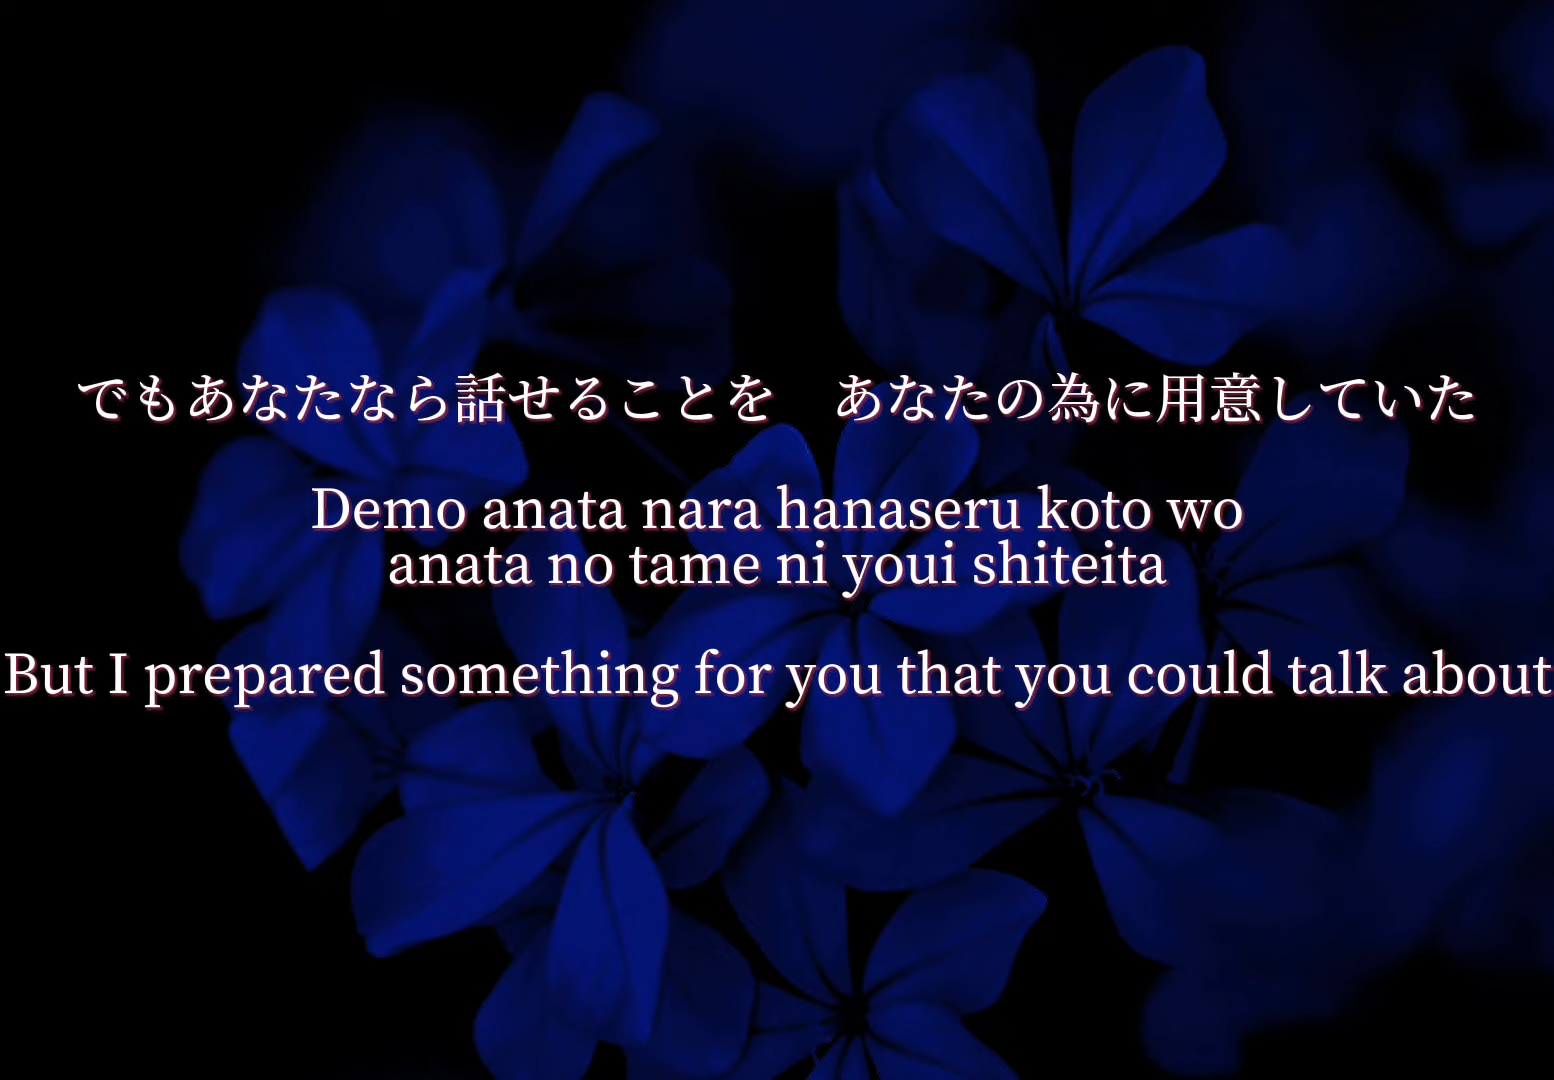 でもあなたなら話せることを　あなたの為に用意していた
Demo anata nara hanaseru koto wo
anata no tame ni youi shiteita
But I prepared something for you that you could talk about